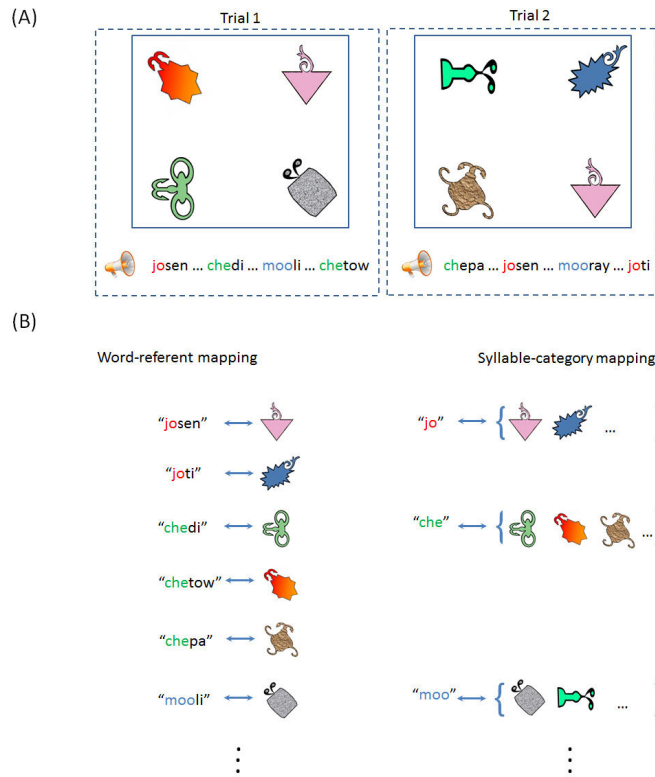 (A)
Trial 1
Trial 2
josen ... chedi ... mooli ... chetow
chepa ... josen ... mooray ... joti
(B)
Word-referent mapping
Syllable-category mapping
“josen”
“jo”
...
“joti”
“chedi”
“che”
...
“chetow”
“chepa”
“mooli”
“moo”
...